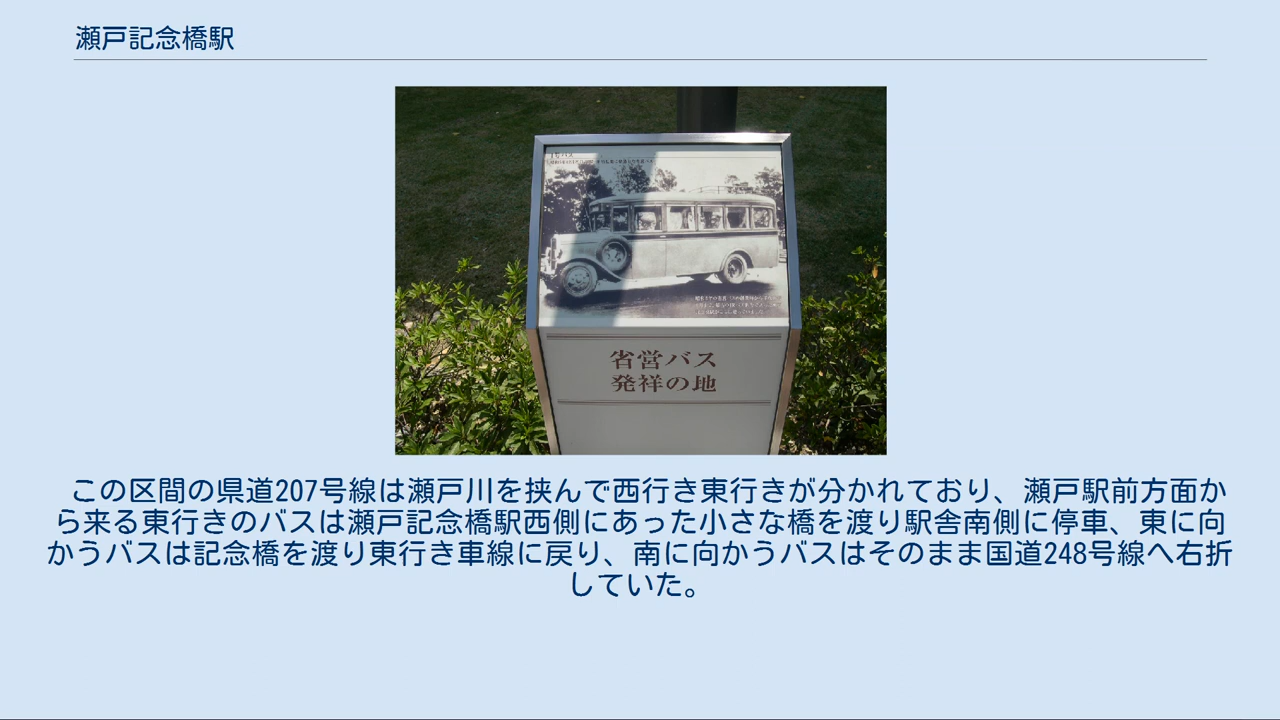 瀬戸記念橋駅
省営バス
発祥の地
この区間の県道207号線は瀬戸川を挟んで西行き東行きが分かれており、瀬戸駅前方面か
ら来る東行きのバスは瀬戸記念橋駅西側にあった小さな橋を渡り駅舎南側に停車、東に向
かうバスは記念橋を渡り東行き車線に戻り、南に向かうバスはそのまま国道248号線へ右折
していた。